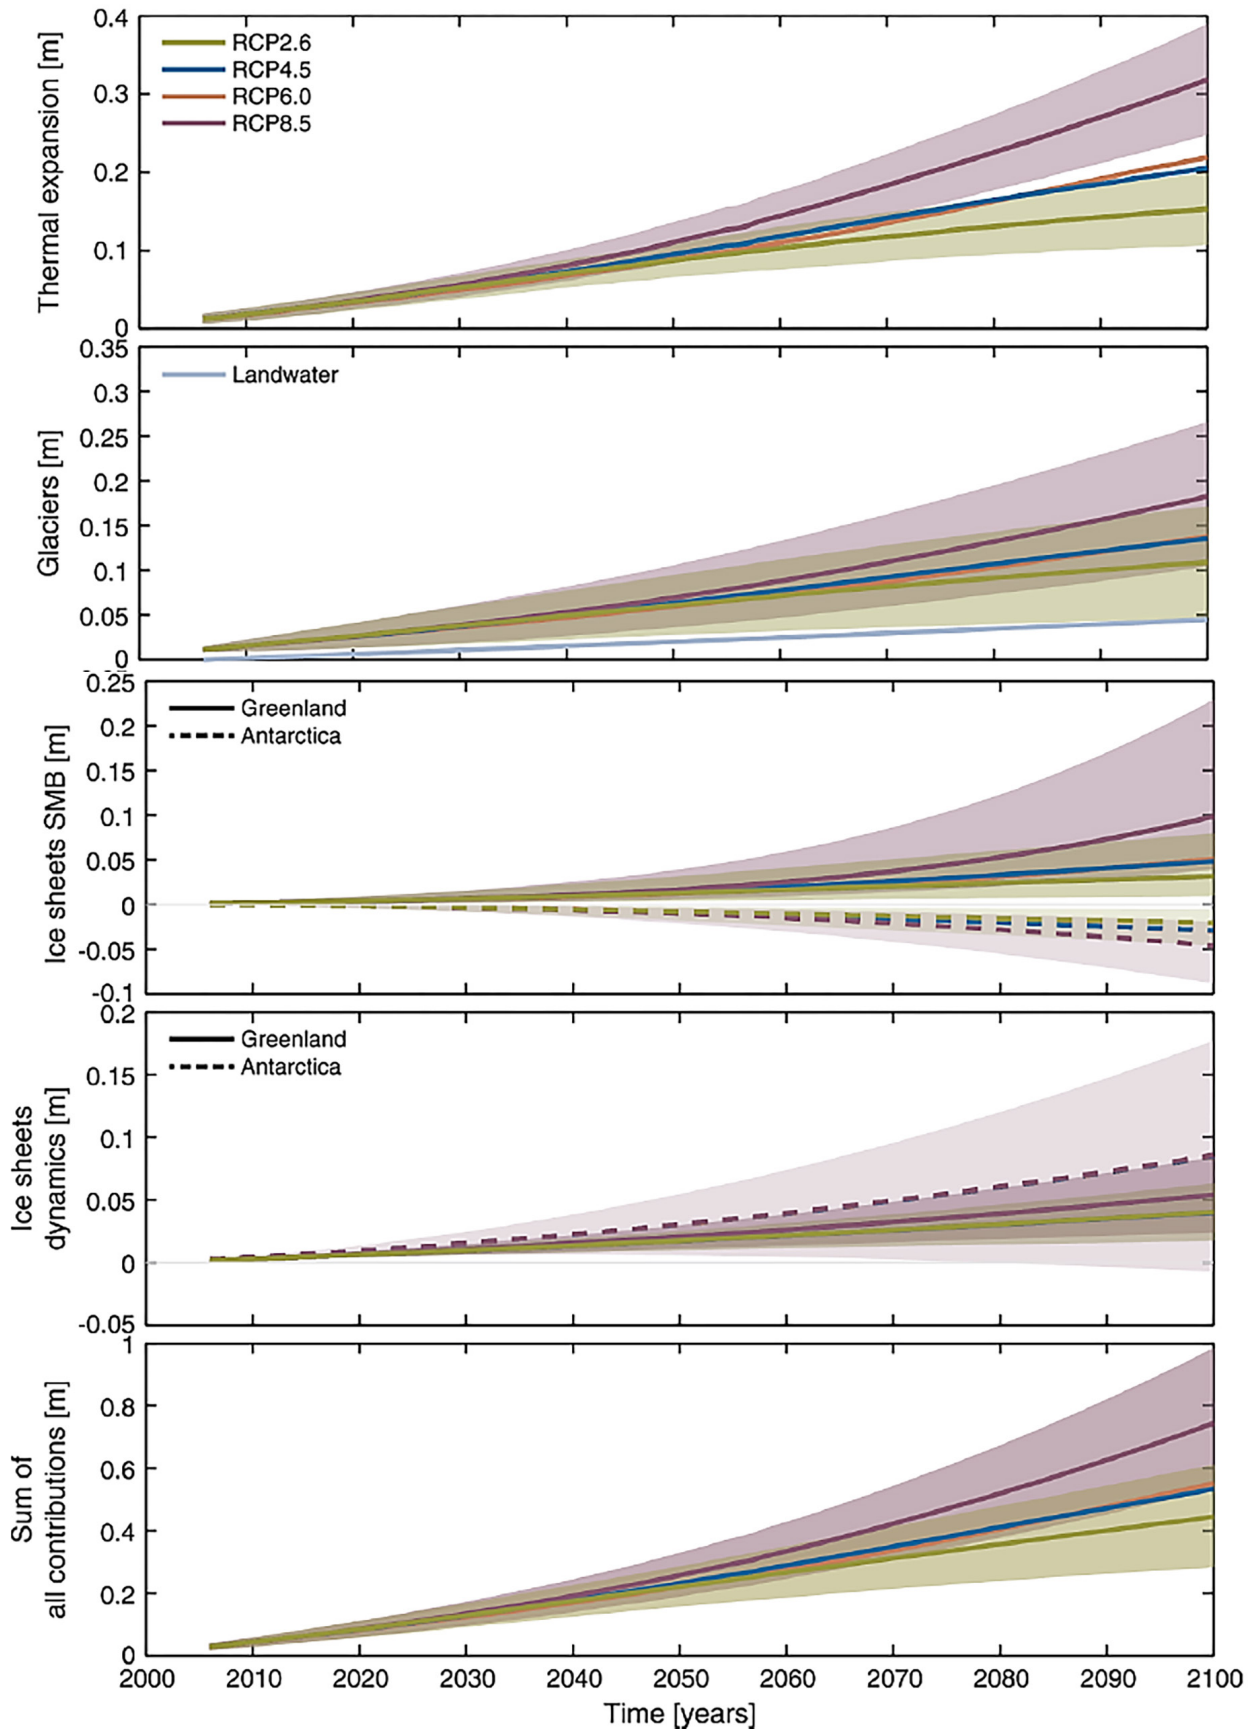 Thermal expansion [m]
0.4
0.3
0.2
0.1
0
RCP2.6
RCP4.5
RCP6.0
RCP8.5
Glaciers [m]
0.35
0.3
0.25
0.2
0.15
0.1
0.05
0
Landwater
Ice sheets SMB [m]
0.25
0.2
0.15
0.1
0.05
0
-0.05
-0.1
Greenland
Antarctica
Ice sheets
dynamics [m]
0.2
0.15
0.1
0.05
0
-0.05
Greenland
Antarctica
Sum of
all contributions [m]
1
0.8
0.6
0.4
0.2
0
2000 2010 2020 2030 2040 2050 2060 2070 2080 2090 2100
Time [years]